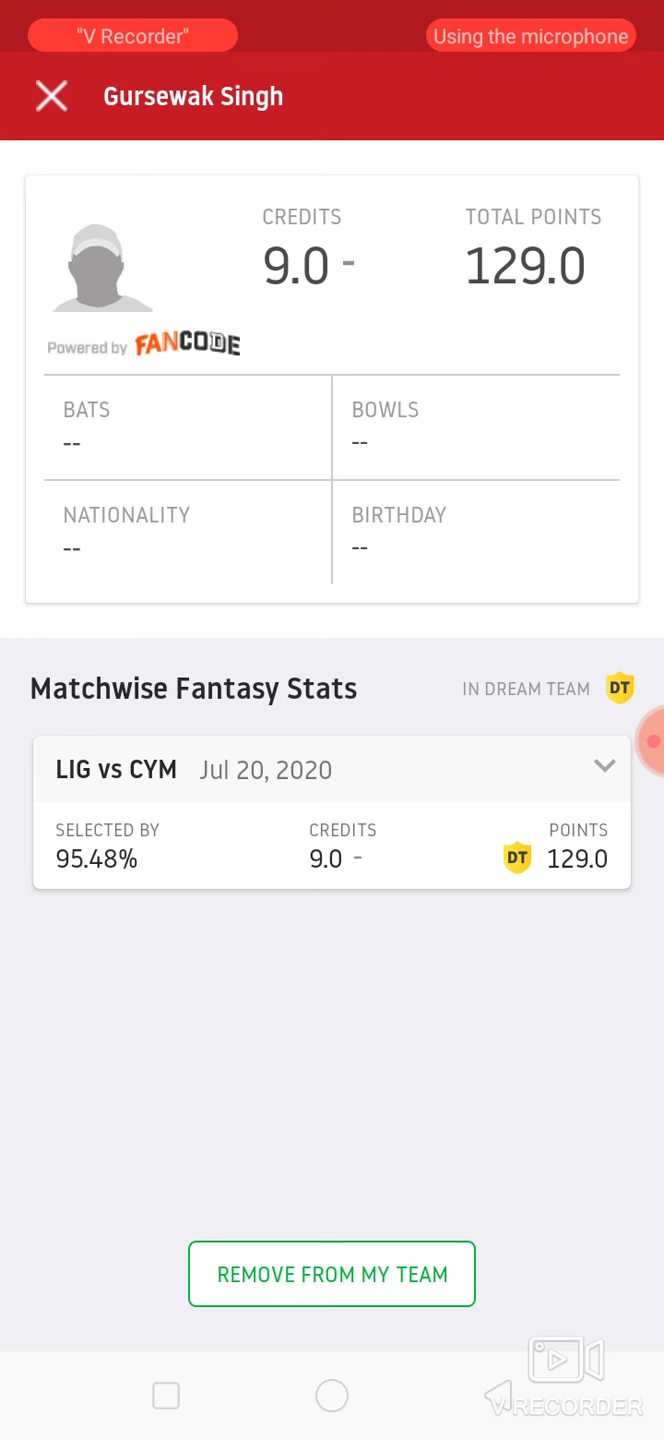 "V Recorder" Using the microphone
Gursewak Singh
CREDITS TOTAL POINTS
9.0 - 129.0
Powered by FANCODE
BATS BOWLS
-- --
NATIONALITY BIRTHDAY
-- --
Matchwise Fantasy Stats IN DREAM TEAM DT
LIG vs CYM Jul 20, 2020
SELECTED BY CREDITS POINTS
95.48% 9.0 - DT 129.0
REMOVE FROM MY TEAM
VRECORDER